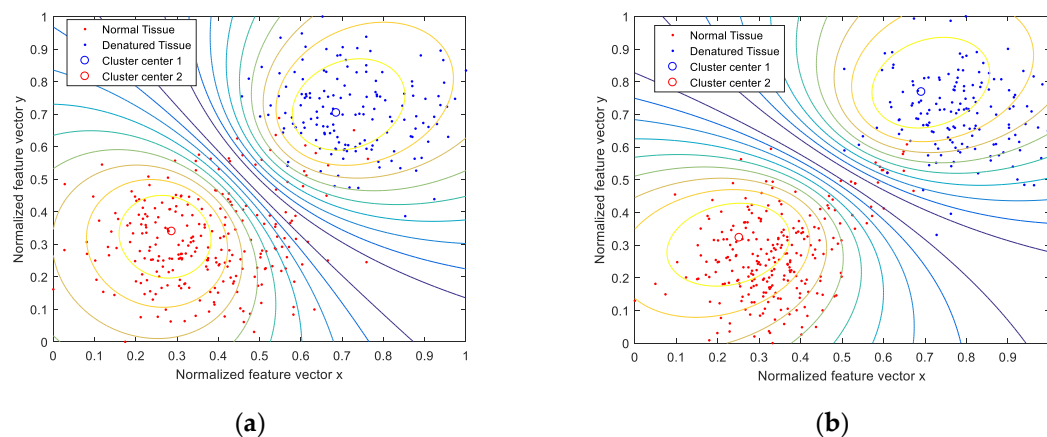 Normal Tissue
Denatured Tissue
Cluster center 1
Cluster center 2
Normalized feature vector y
1
0.9
0.8
0.7
0.6
0.5
0.4
0.3
0.2
0.1
0
0 0.1 0.2 0.3 0.4 0.5 0.6 0.7 0.8 0.9 1
Normalized feature vector x
(a)
Normal Tissue
Denatured Tissue
Cluster center 1
Cluster center 2
Normalized feature vector y
1
0.9
0.8
0.7
0.6
0.5
0.4
0.3
0.2
0.1
0
0 0.1 0.2 0.3 0.4 0.5 0.6 0.7 0.8 0.9
Normalized feature vector x
(b)